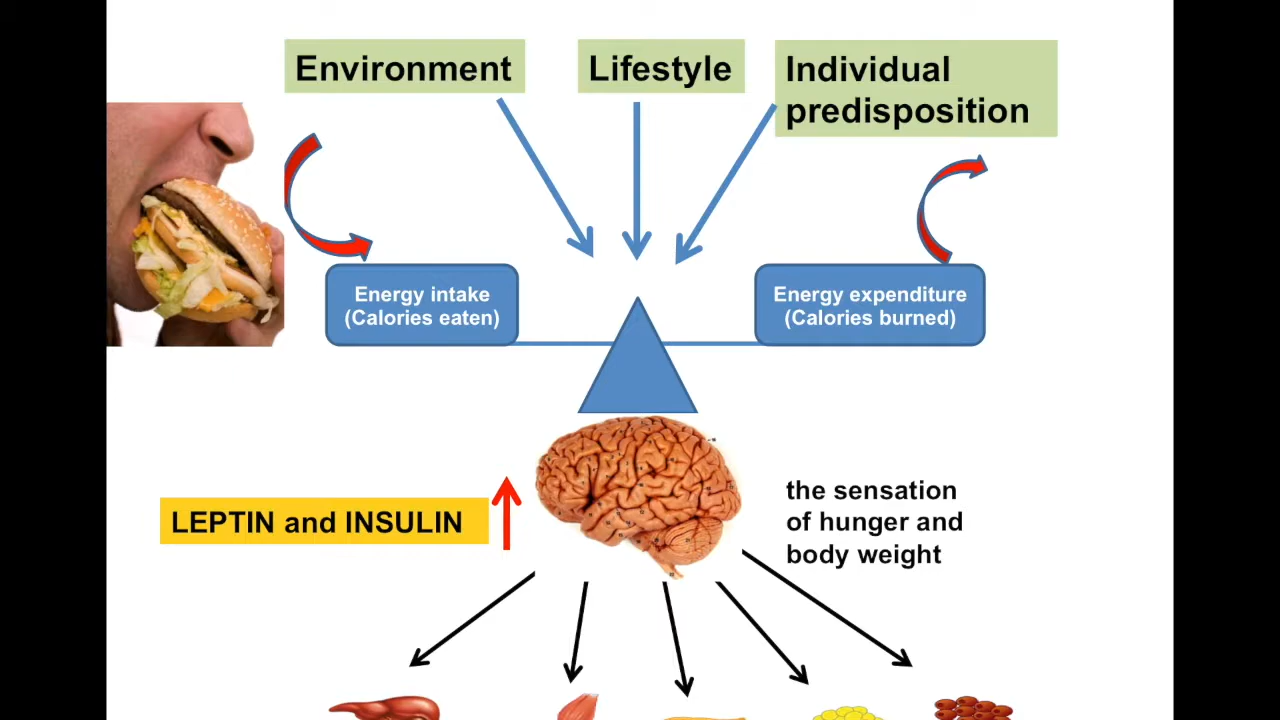 Environment
Lifestyle
Individual
predisposition
Energy intake
(Calories eaten)
Energy expenditure
(Calories burned)
LEPTIN and INSULIN
the sensation
of hunger and
body weight